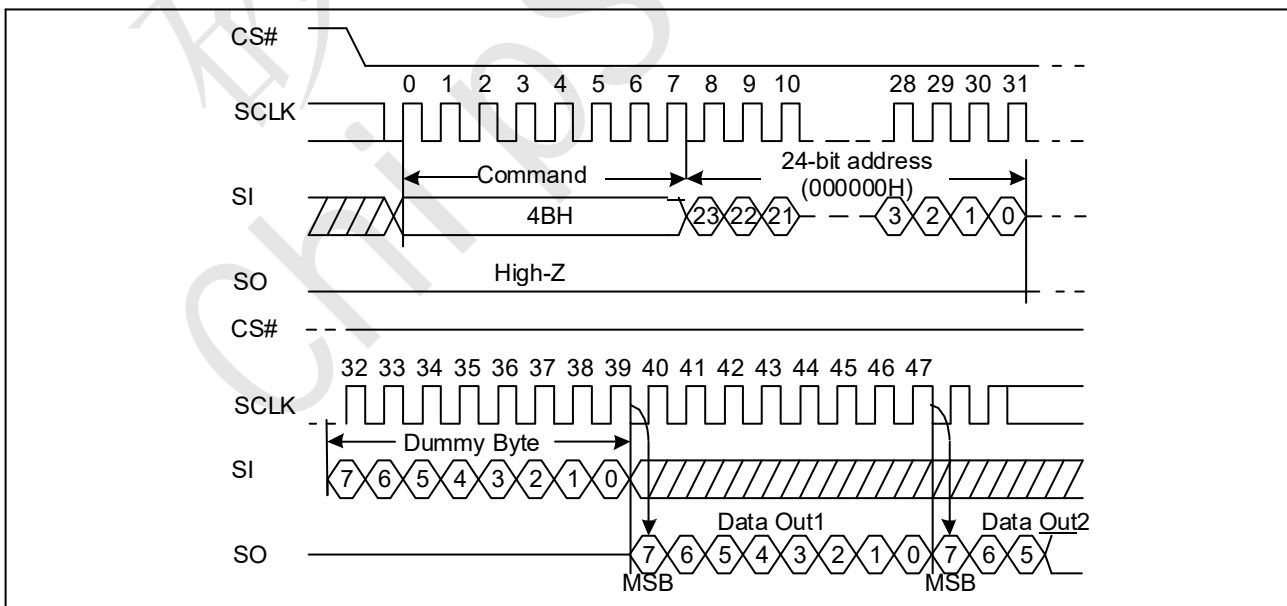 CS#
0 1 2 3 4 5 6 7 8 9 10 28 29 30 31
SCLK
Command
24-bit address
(000000H)
SI
4BH
23 22 21 3 2 1 0
High-Z
SO
CS#
32 33 34 35 36 37 38 39 40 41 42 43 44 45 46 47
SCLK
Dummy Byte
SI
7 6 5 4 3 2 1 0
Data Out1
Data Out2
SO
7 6 5 4 3 2 1 0 7 6 5
MSB
MSB